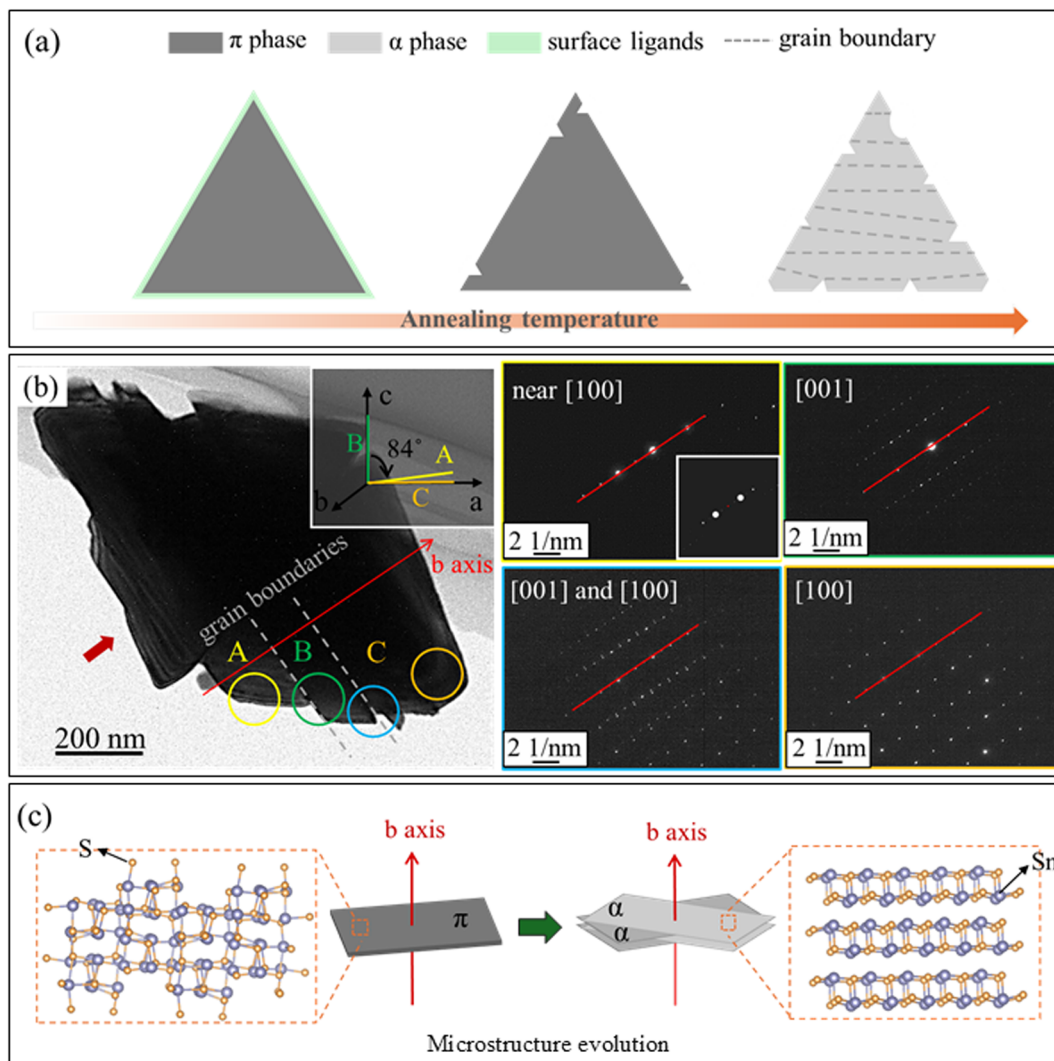 (a)
π phase
α phase
surface ligands
grain boundary
Annealing temperature
(b)
c
B
84°
A
b
C
a
b axis
grain boundaries
A
B
C
200 nm
near [100]
2 1/nm
[001]
2 1/nm
[001] and [100]
2 1/nm
[100]
2 1/nm
(c)
S
b axis
π
b axis
α
α
Sn
Microstructure evolution